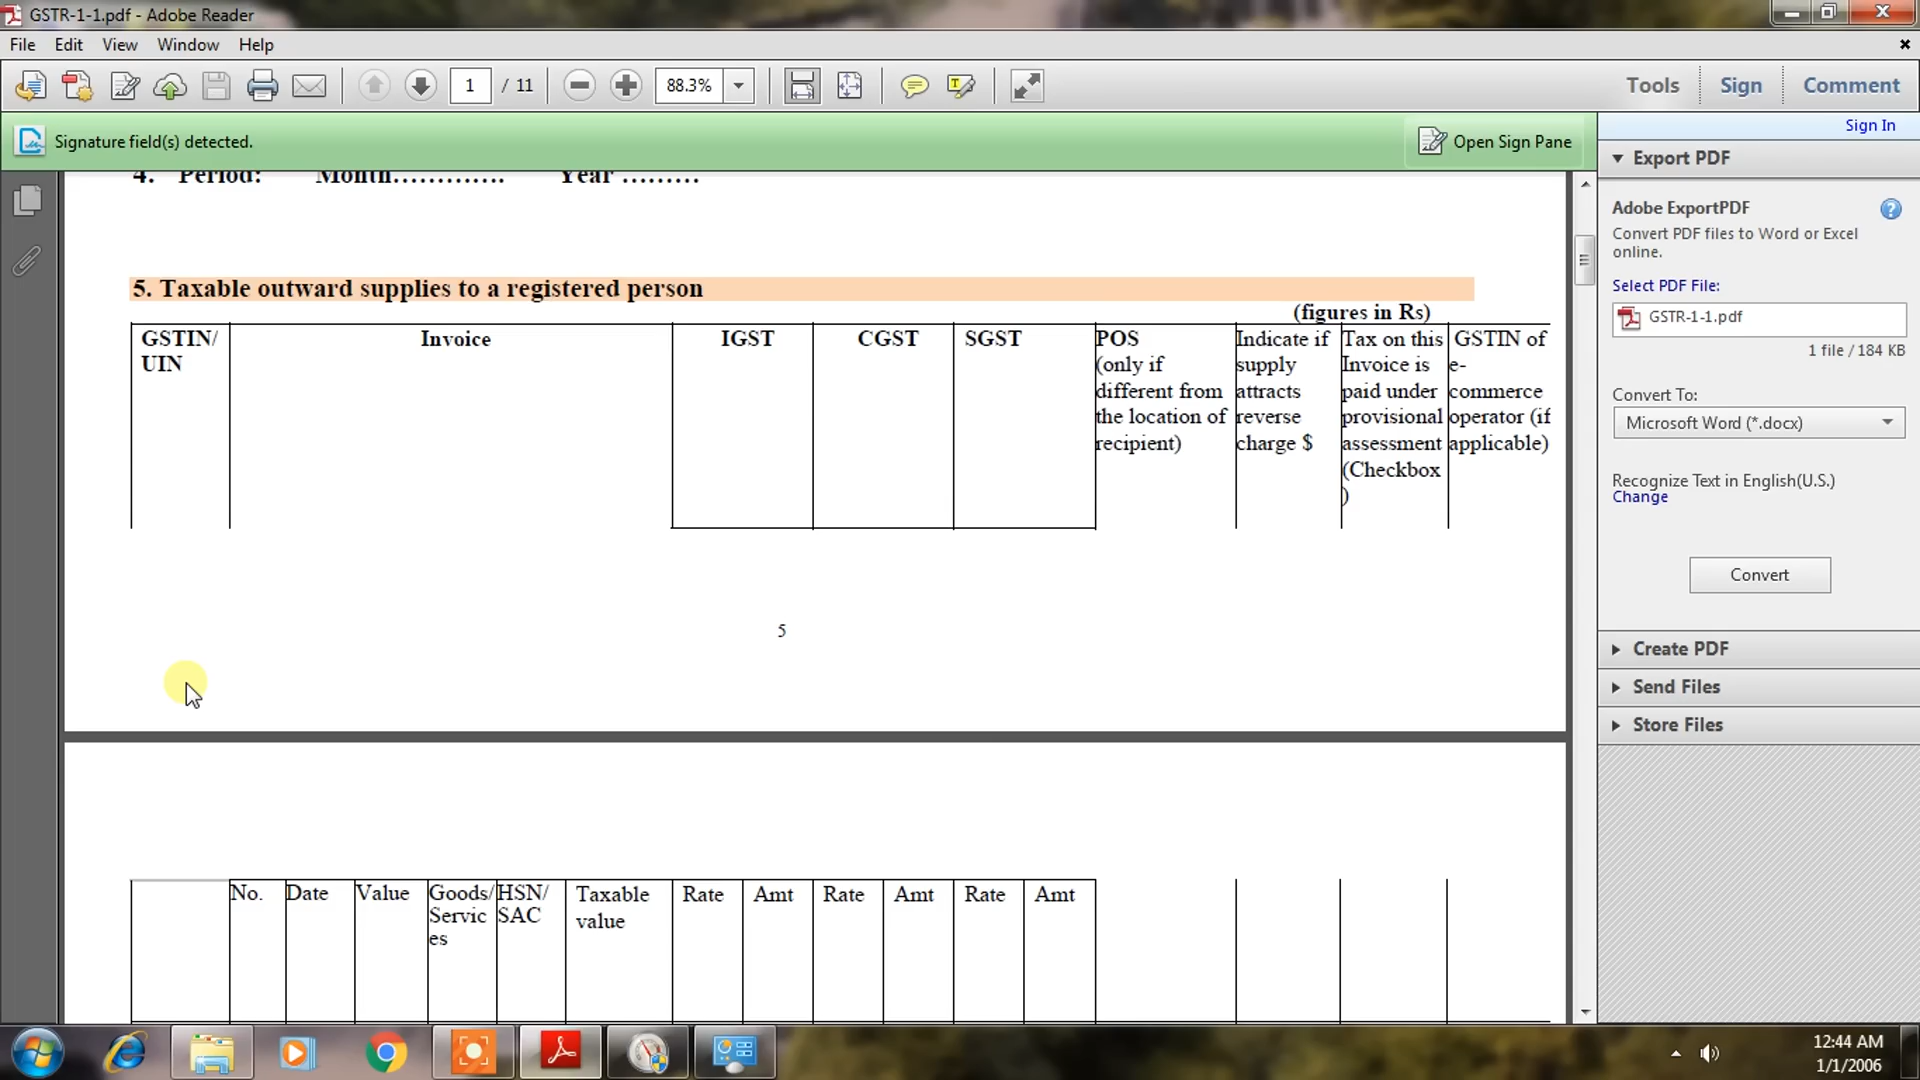 GSTR-1-1.pdf - Adobe Reader
File Edit View Window Help
1 / 11 88.3% Tools Sign Comment
Signature field(s) detected. Open Sign Pane
Sign In
Export PDF
Adobe ExportPDF
Convert PDF files to Word or Excel
online.
Select PDF File:
GSTR-1-1.pdf
1 file / 184 KB
Convert To:
Microsoft Word (*.docx)
Recognize Text in English(U.S.)
Change
Convert
Create PDF
Send Files
Store Files
4. Period: Month…………. Year ………
5. Taxable outward supplies to a registered person
(figures in Rs)
GSTIN/
UIN
Invoice
IGST
CGST
SGST
POS
(only if
different from
the location of
recipient)
Indicate if
supply
attracts
reverse
charge $
Tax on this
Invoice is
paid under
provisional
assessment
(Checkbox
)
GSTIN of
e-
commerce
operator (if
applicable)
5
No.
Date
Value
Goods/
Servic
es
HSN/
SAC
Taxable
value
Rate
Amt
Rate
Amt
Rate
Amt
12:44 AM
1/1/2006